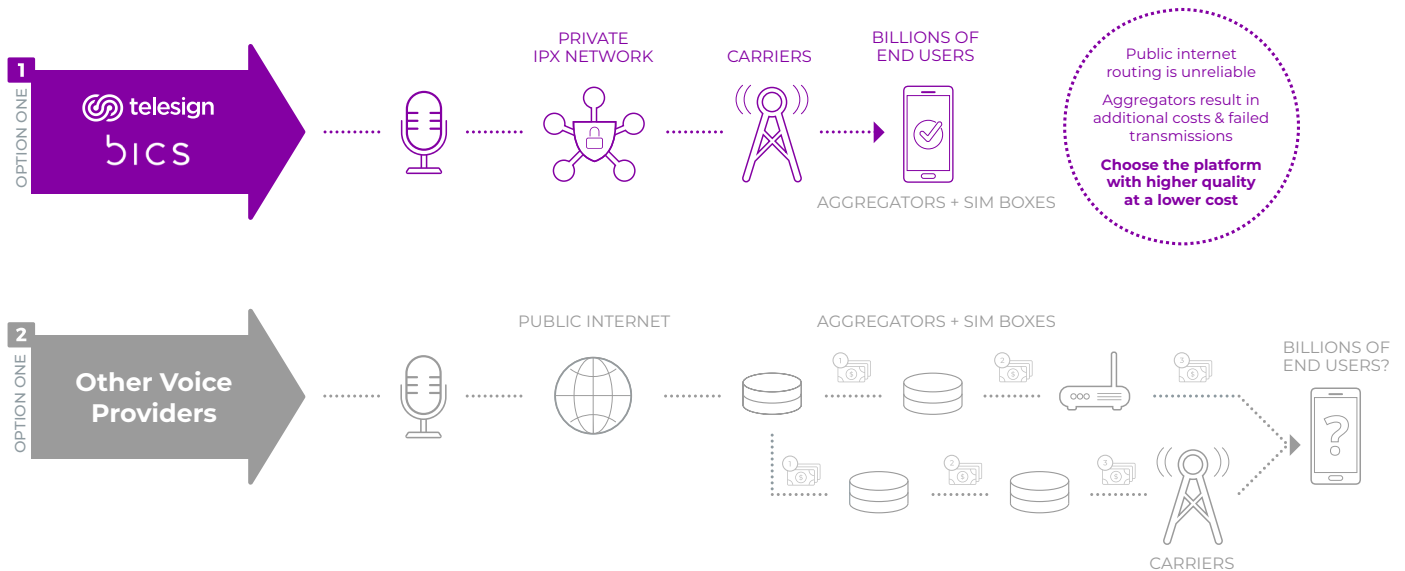 1
OPTION ONE
telesign
bics
PRIVATE
IPX NETWORK
CARRIERS
BILLIONS OF
END USERS
AGGREGATORS + SIM BOXES
Public internet
routing is unreliable
Aggregators result in
additional costs & failed
transmissions
Choose the platform
with higher quality
at a lower cost
2
OPTION ONE
Other Voice
Providers
PUBLIC INTERNET
AGGREGATORS + SIM BOXES
1
$
2
$
3
$
BILLIONS OF
END USERS?
?
1
$
2
$
3
$
CARRIERS